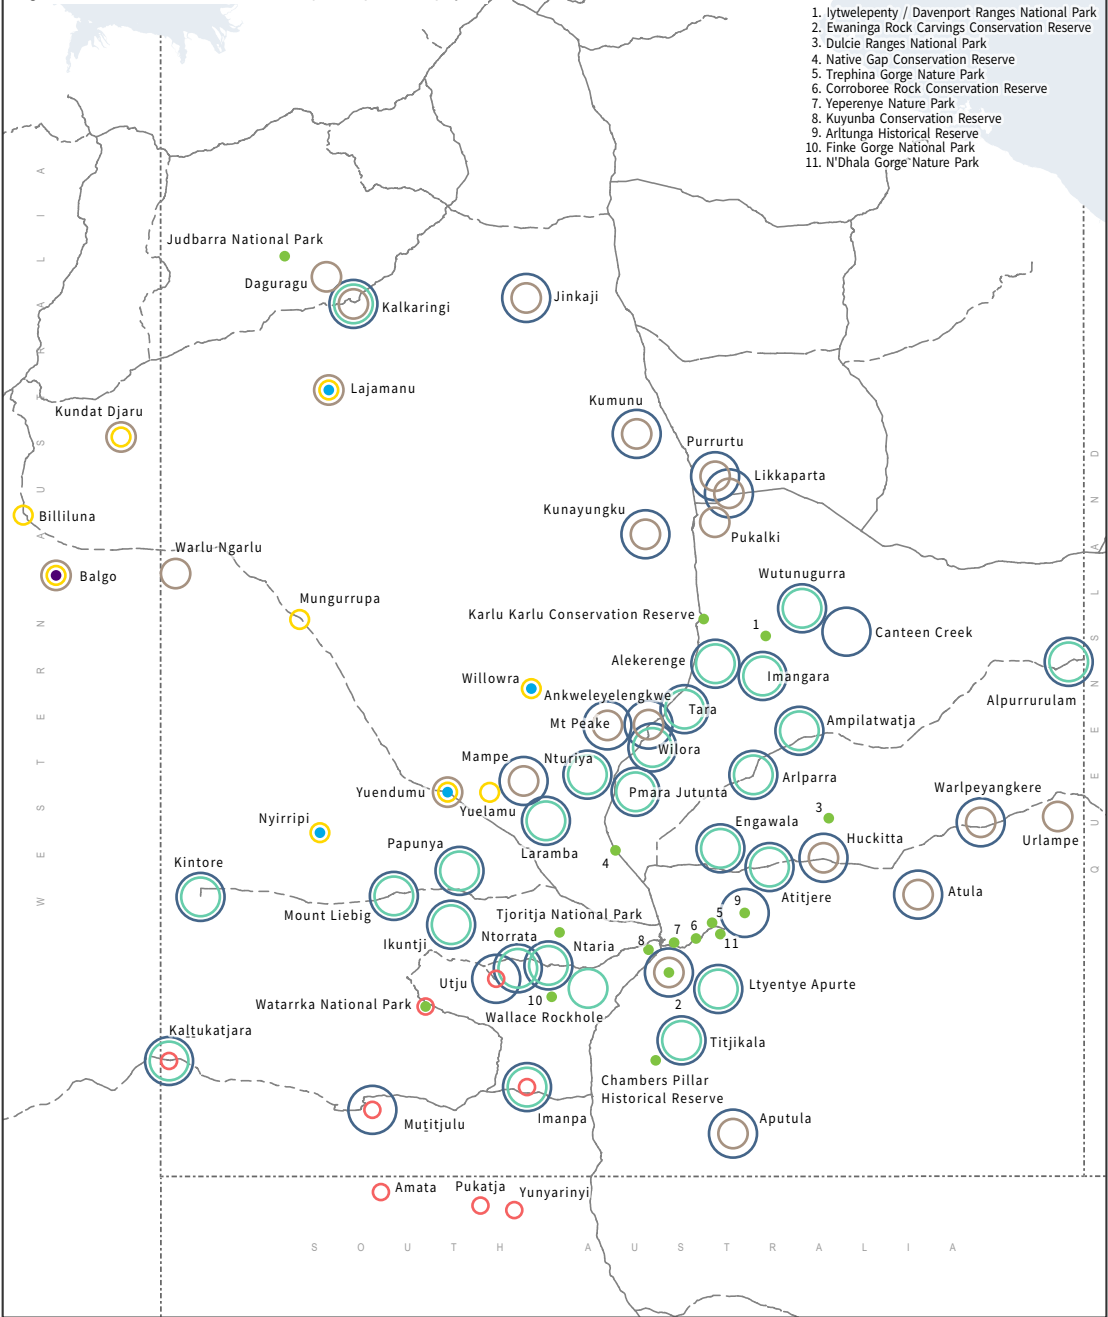 1. Iytwelepenty / Davenport Ranges National Park
2. Ewaninga Rock Carvings Conservation Reserve
3. Dulcie Ranges National Park
4. Native Gap Conservation Reserve
5. Trephina Gorge Nature Park
6. Corroboree Rock Conservation Reserve
7. Yeperenye Nature Park
8. Kuyunba Conservation Reserve
9. Arltunga Historical Reserve
10. Finke Gorge National Park
11. N'Dhala Gorge Nature Park
Judbarra National Park
Daguragu
Kalkaringi
Jinkaji
Lajamanu
Kundat Djaru
Kumunu
Purrurtu
Likkaparta
Billiluna
Kunayungku
Pukalki
Warlu Ngarlu
Balgo
Wutunugurra
Mungurrupa
Karlu Karlu Conservation Reserve
1
Canteen Creek
Alekerenge
Imangara
Alpurrurulam
Willowra
Ankweleyelengkwe
Tara
Mt Peake
Ampilatwatja
Wilora
Mampe
Nturiya
Arlparra
Yuendumu
Pmara Jutunta
Warlpeyangkere
Yuelamu
3
Nyirripi
Engawala
Huckitta
Urlampe
Papunya
Laramba
4
Kintore
Atitjere
Atula
Mount Liebig
Tjoritja National Park
9
5
Ikuntji
Ntorrata
Ntaria
8
7
6
11
Utju
Ltyentye Apurte
Watarrka National Park
10
2
Wallace Rockhole
Kaltukatjara
Titjikala
Chambers Pillar
Historical Reserve
Imanpa
Aputula
Mutitjulu
Amata
Pukatja
Yunyarinyi
SOUTH AUSTRALIA
WESTERN AUSTRALIA
QUEENSLAND